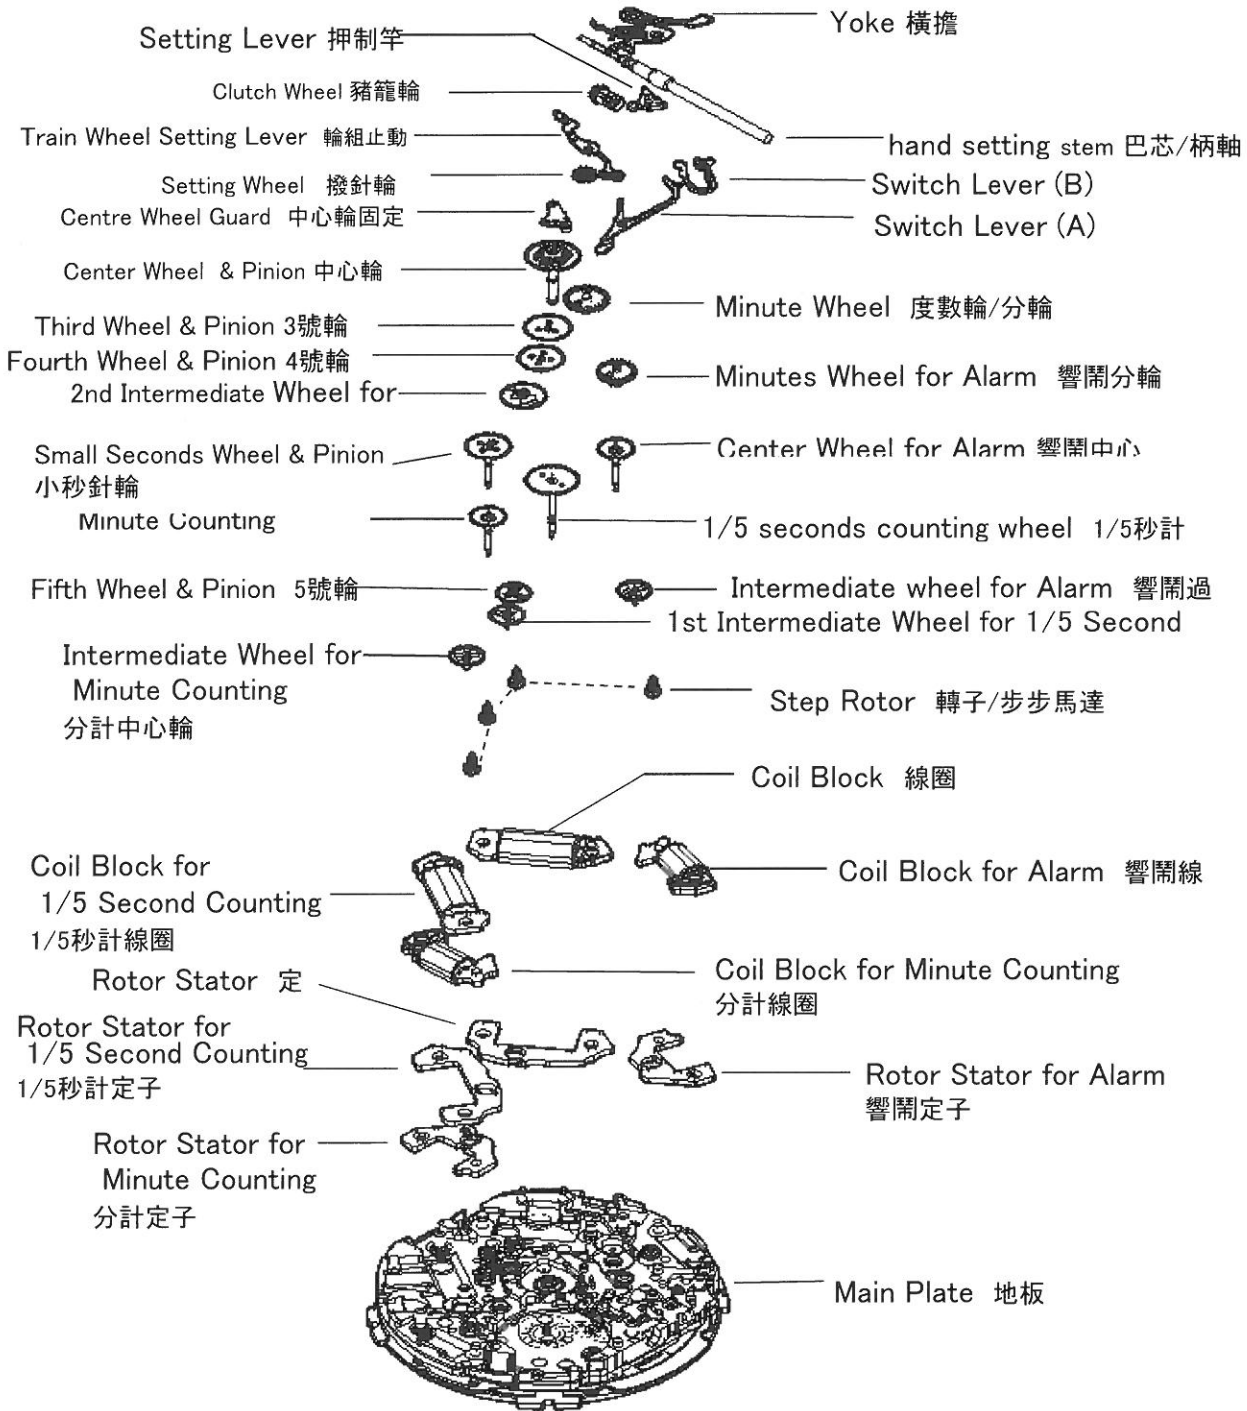 Yoke 橫擔
Setting Lever 押制竿
Clutch Wheel 豬籠輪
Train Wheel Setting Lever 輪組止動
hand setting stem 巴芯/柄軸
Setting Wheel 撥針輪
Switch Lever (B)
Centre Wheel Guard 中心輪固定
Switch Lever (A)
Center Wheel & Pinion 中心輪
Minute Wheel 度數輪/分輪
Third Wheel & Pinion 3號輪
Fourth Wheel & Pinion 4號輪
Minutes Wheel for Alarm 響鬧分輪
2nd Intermediate Wheel for
Center Wheel for Alarm 響鬧中心
Small Seconds Wheel & Pinion
小秒針輪
Minute Counting
1/5 seconds counting wheel 1/5秒計
Fifth Wheel & Pinion 5號輪
Intermediate wheel for Alarm 響鬧過
1st Intermediate Wheel for 1/5 Second
Intermediate Wheel for
Minute Counting
分計中心輪
Step Rotor 轉子/步步馬達
Coil Block 線圈
Coil Block for
1/5 Second Counting
1/5秒計線圈
Coil Block for Alarm 響鬧線
Rotor Stator 定
Coil Block for Minute Counting
分計線圈
Rotor Stator for
1/5 Second Counting
1/5秒計定子
Rotor Stator for Alarm
響鬧定子
Rotor Stator for
Minute Counting
分計定子
Main Plate 地板